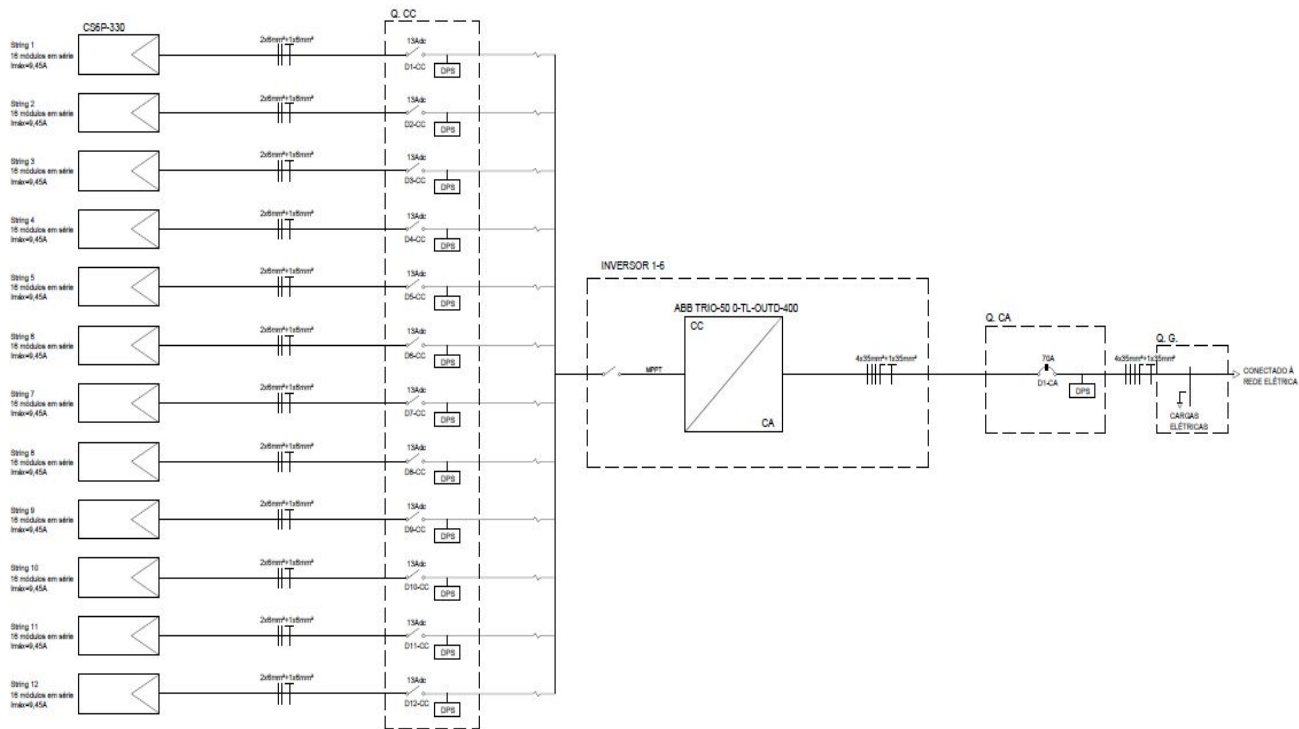 Q. CC
CS6P-330
String 1
16 módulos em série
Imáx=9,45A
2x6mm²+1x6mm²
13Adc
D1-CC
DPS
String 2
16 módulos em série
Imáx=9,45A
2x6mm²+1x6mm²
13Adc
D2-CC
DPS
String 3
16 módulos em série
Imáx=9,45A
2x6mm²+1x6mm²
13Adc
D3-CC
DPS
String 4
16 módulos em série
Imáx=9,45A
2x6mm²+1x6mm²
13Adc
D4-CC
DPS
String 5
16 módulos em série
Imáx=9,45A
2x6mm²+1x6mm²
13Adc
D5-CC
DPS
String 6
16 módulos em série
Imáx=9,45A
2x6mm²+1x6mm²
13Adc
D6-CC
DPS
String 7
16 módulos em série
Imáx=9,45A
2x6mm²+1x6mm²
13Adc
D7-CC
DPS
String 8
16 módulos em série
Imáx=9,45A
2x6mm²+1x6mm²
13Adc
D8-CC
DPS
String 9
16 módulos em série
Imáx=9,45A
2x6mm²+1x6mm²
13Adc
D9-CC
DPS
String 10
16 módulos em série
Imáx=9,45A
2x6mm²+1x6mm²
13Adc
D10-CC
DPS
String 11
16 módulos em série
Imáx=9,45A
2x6mm²+1x6mm²
13Adc
D11-CC
DPS
String 12
16 módulos em série
Imáx=9,45A
2x6mm²+1x6mm²
13Adc
D12-CC
DPS
INVERSOR 1-6
ABB TRIO-50 0-TL-OUTD-400
CC
CA
MPPT
4x35mm²+1x35mm²
Q. CA
70A
D1-CA
DPS
4x35mm²+1x35mm²
Q. G.
CARGAS
ELÉTRICAS
CONECTADO À
REDE ELÉTRICA